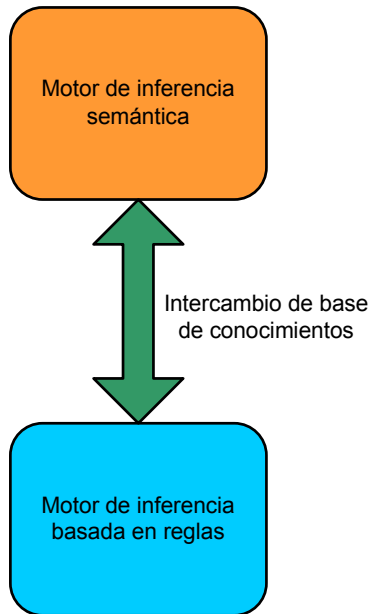 Motor de inferencia
semántica
Intercambio de base
de conocimientos
Motor de inferencia
basada en reglas